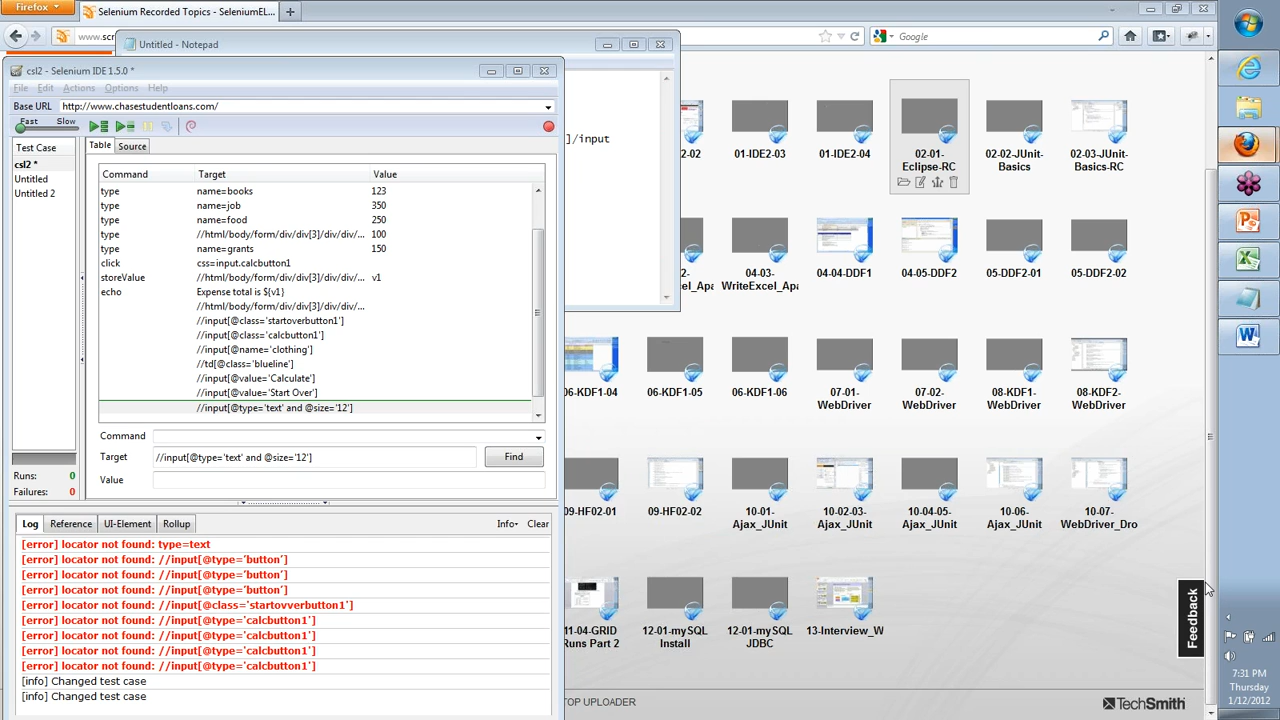 Firefox
Selenium Recorded Topics - SeleniumEL...
www.scr
Google
Untitled - Notepad
]/input
csl2 - Selenium IDE 1.5.0 *
File Edit Actions Options Help
Base URL http://www.chasestudentloans.com/
Fast Slow
Test Case
csl2 *
Untitled
Untitled 2
Table Source
Command Target Value
type name=books 123
type name=job 350
type name=food 250
type //html/body/form/div/div[3]/div/div/... 100
type name=grants 150
click css=input.calcbutton1
storeValue //html/body/form/div/div[3]/div/div/... v1
echo Expense total is ${v1}
//html/body/form/div/div[3]/div/div/...
//input[@class='startoverbutton1']
//input[@class='calcbutton1']
//input[@name='clothing']
//td[@class='blueline']
//input[@value='Calculate']
//input[@value='Start Over']
//input[@type='text' and @size='12']
Command
Target //input[@type='text' and @size='12'] Find
Value
Runs: 0
Failures: 0
Log Reference UI-Element Rollup Info Clear
[error] locator not found: type=text
[error] locator not found: //input[@type='button']
[error] locator not found: //input[@type='button']
[error] locator not found: //input[@type='button']
[error] locator not found: //input[@class='startovverbutton1']
[error] locator not found: //input[@type='calcbutton1']
[error] locator not found: //input[@type='calcbutton1']
[error] locator not found: //input[@type='calcbutton1']
[error] locator not found: //input[@type='calcbutton1']
[info] Changed test case
[info] Changed test case
2-02
01-IDE2-03
01-IDE2-04
02-01-
Eclipse-RC
02-02-JUnit-
Basics
02-03-JUnit-
Basics-RC
2-
Excel_Apa
04-03-
WriteExcel_Apa
04-04-DDF1
04-05-DDF2
05-DDF2-01
05-DDF2-02
06-KDF1-04
06-KDF1-05
06-KDF1-06
07-01-
WebDriver
07-02-
WebDriver
08-KDF1-
WebDriver
08-KDF2-
WebDriver
09-HF02-01
09-HF02-02
10-01-
Ajax_JUnit
10-02-03-
Ajax_JUnit
10-04-05-
Ajax_JUnit
10-06-
Ajax_JUnit
10-07-
WebDriver_Dro
11-04-GRID
Runs Part 2
12-01-mySQL
Install
12-01-mySQL
JDBC
13-Interview_W
Feedback
TOP UPLOADER
TechSmith
7:31 PM
Thursday
1/12/2012